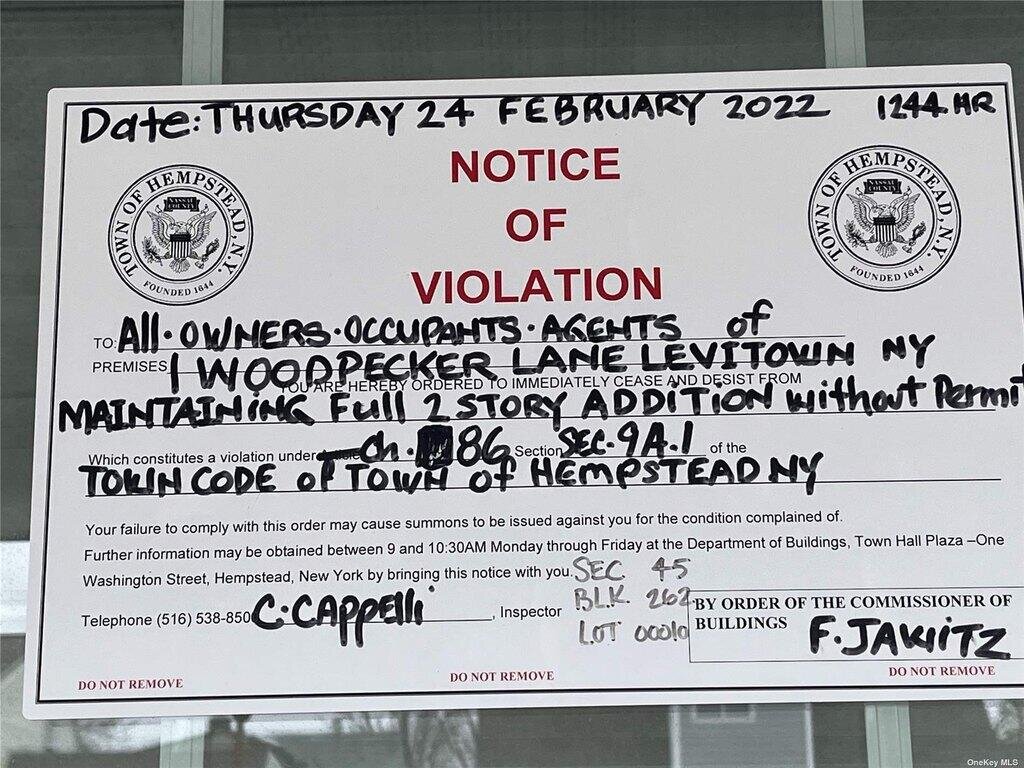 Date: THURSDAY 24 FEBRUARY 2022 1244 HR
NOTICE
OF
VIOLATION
TOWN OF HEMPSTEAD, N.Y.
NASSAU COUNTY
FOUNDED 1644
TOWN OF HEMPSTEAD, N.Y.
NASSAU COUNTY
FOUNDED 1644
TO: All · OWNERS · OCCUPANTS · AGENTS of
PREMISES 1 WOODPECKER LANE LEVITOWN NY
YOU ARE HEREBY ORDERED TO IMMEDIATELY CEASE AND DESIST FROM
MAINTAINING Full 2 STORY ADDITION without Permit
Which constitutes a violation under Article Ch. 86 Section SEC. 9A.1 of the
TOWN CODE of TOWN of HEMPSTEAD NY
Your failure to comply with this order may cause summons to be issued against you for the condition complained of.
Further information may be obtained between 9 and 10:30AM Monday through Friday at the Department of Buildings, Town Hall Plaza –One
Washington Street, Hempstead, New York by bringing this notice with you. SEC 45
BLK. 262
LOT 00010
Telephone (516) 538-850 C. CAPPElli, Inspector
BY ORDER OF THE COMMISSIONER OF
BUILDINGS F. JAWITZ
DO NOT REMOVE DO NOT REMOVE DO NOT REMOVE
OneKey MLS